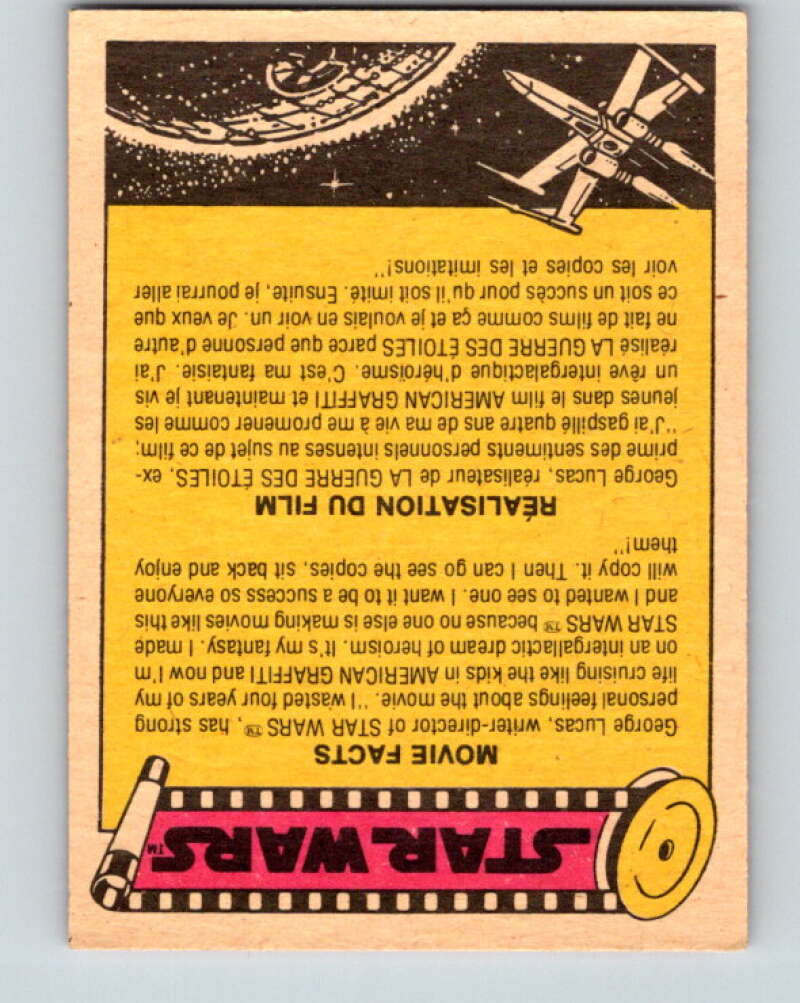 STAR WARS™
MOVIE FACTS
George Lucas, writer-director of STAR WARS ™, has strong
personal feelings about the movie. "I wasted four years of my
life cruising like the kids in AMERICAN GRAFFITI and now I'm
on an intergallactic dream of heroism. It's my fantasy. I made
STAR WARS ™ because no one else is making movies like this
and I wanted to see one. I want it to be a success so everyone
will copy it. Then I can go see the copies, sit back and enjoy
them!"
RÉALISATION DU FILM
George Lucas, réalisateur de LA GUERRE DES ÉTOILES, ex-
prime des sentiments personnels intenses au sujet de ce film;
"J'ai gaspillé quatre ans de ma vie à me promener comme les
jeunes dans le film AMERICAN GRAFFITI et maintenant je vis
un rêve intergalactique d'héroisme. C'est ma fantaisie. J'ai
réalisé LA GUERRE DES ÉTOILES parce que personne d'autre
ne fait de films comme ça et je voulais en voir un. Je veux que
ce soit un succès pour qu'il soit imité. Ensuite, je pourrai aller
voir les copies et les imitations!"